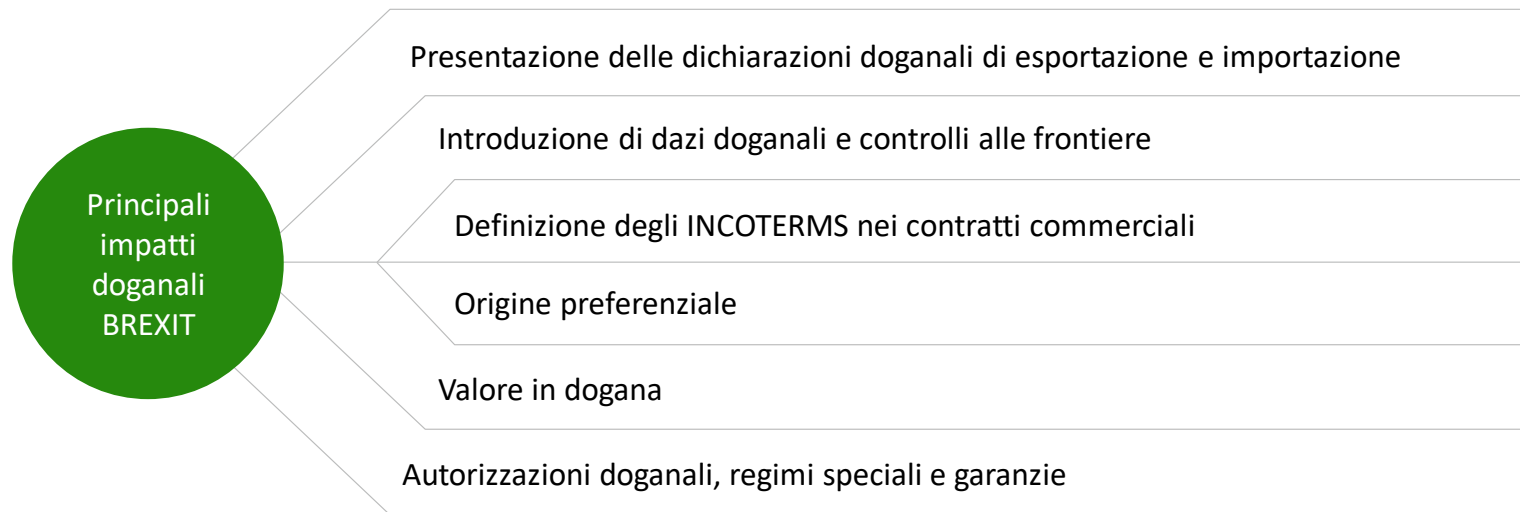 Presentazione delle dichiarazioni doganali di esportazione e importazione
Introduzione di dazi doganali e controlli alle frontiere
Principali
impatti
doganali
BREXIT
Definizione degli INCOTERMS nei contratti commerciali
Origine preferenziale
Valore in dogana
Autorizzazioni doganali, regimi speciali e garanzie